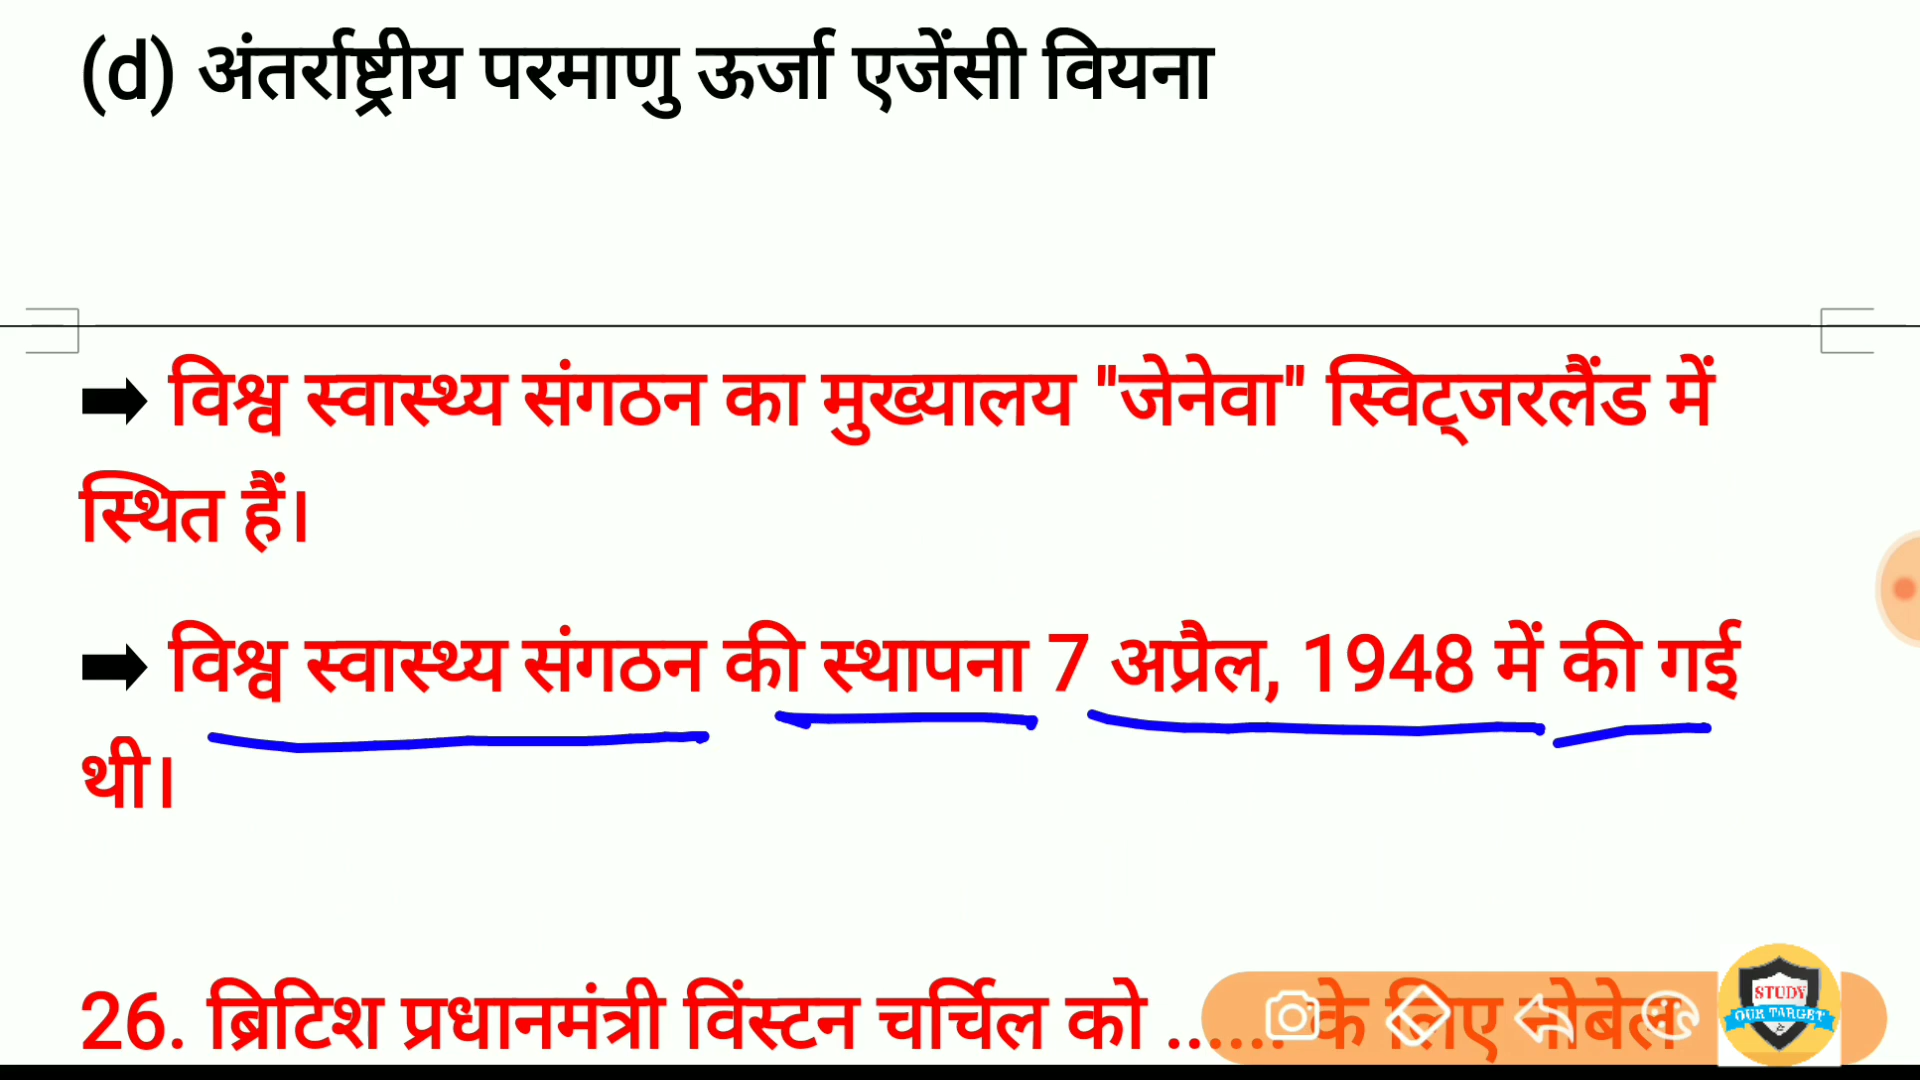 (d) अंतर्राष्ट्रीय परमाणु ऊर्जा एजेंसी वियना
➡ विश्व स्वास्थ्य संगठन का मुख्यालय "जेनेवा" स्विट्जरलैंड में
स्थित हैं।
➡ विश्व स्वास्थ्य संगठन की स्थापना 7 अप्रैल, 1948 में की गई
थी।
26. ब्रिटिश प्रधानमंत्री विंस्टन चर्चिल को ...... के लिए नोबेल
STUDY
OUR TARGET